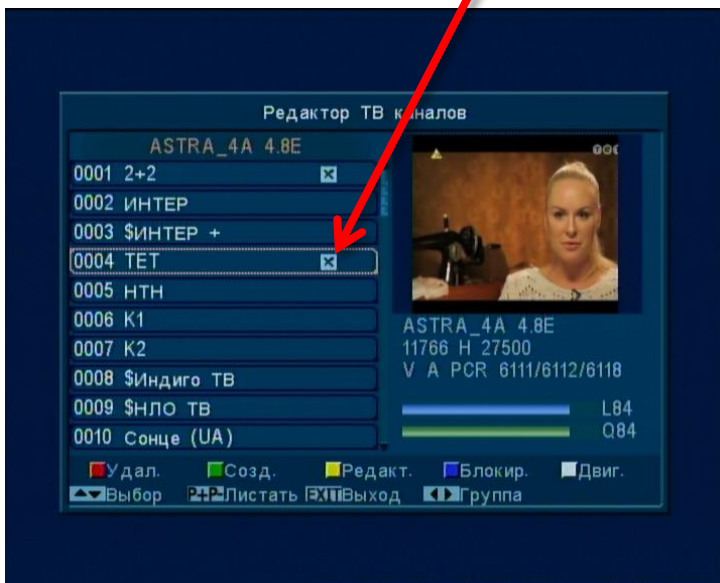 Редактор ТВ каналов
ASTRA_4A 4.8E
0001 2+2
0002 ИНТЕР
0003 $ИНТЕР +
0004 ТЕТ
0005 НТН
0006 К1
0007 К2
0008 $Индиго ТВ
0009 $НЛО ТВ
0010 Сонце (UA)
ASTRA_4A 4.8E
11766 H 27500
V A PCR 6111/6112/6118
L84
Q84
Удал. Созд. Редакт. Блокир. Двиг.
Выбор P+P- Листать EXIT Выход Группа